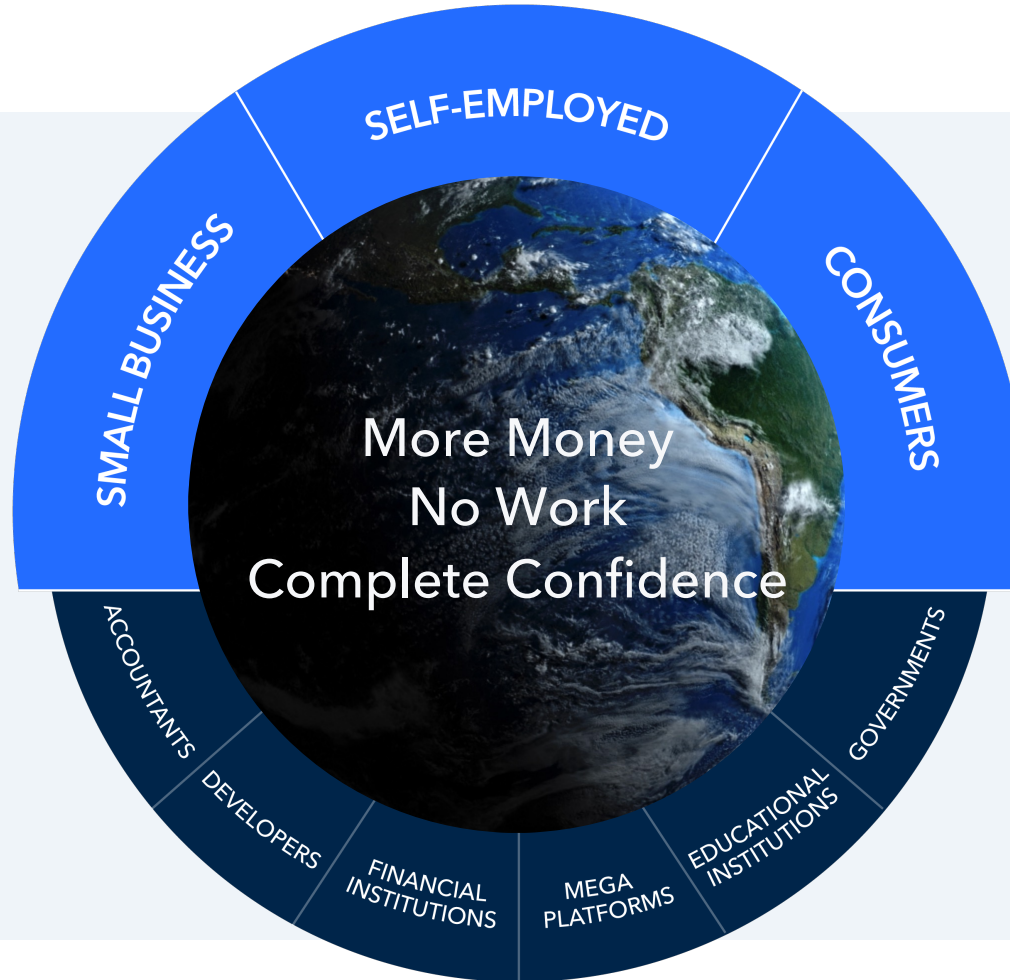 SELF-EMPLOYED
SMALL BUSINESS
CONSUMERS
More Money
No Work
Complete Confidence
ACCOUNTANTS
DEVELOPERS
FINANCIAL
INSTITUTIONS
MEGA
PLATFORMS
EDUCATIONAL
INSTITUTIONS
GOVERNMENTS